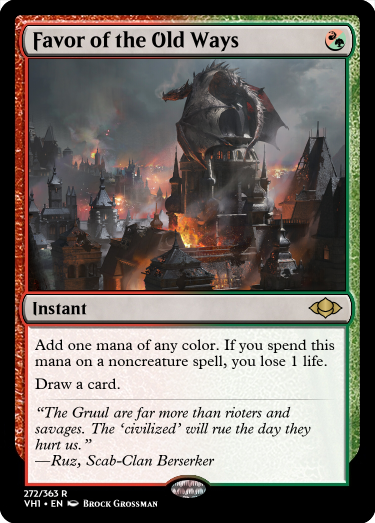 Favor of the Old Ways
Instant
Add one mana of any color. If you spend this
mana on a noncreature spell, you lose 1 life.
Draw a card.
“The Gruul are far more than rioters and
savages. The ‘civilized’ will rue the day they
hurt us.”
—Ruz, Scab-Clan Berserker
272/363 R
VH1 • EN Brock Grossman